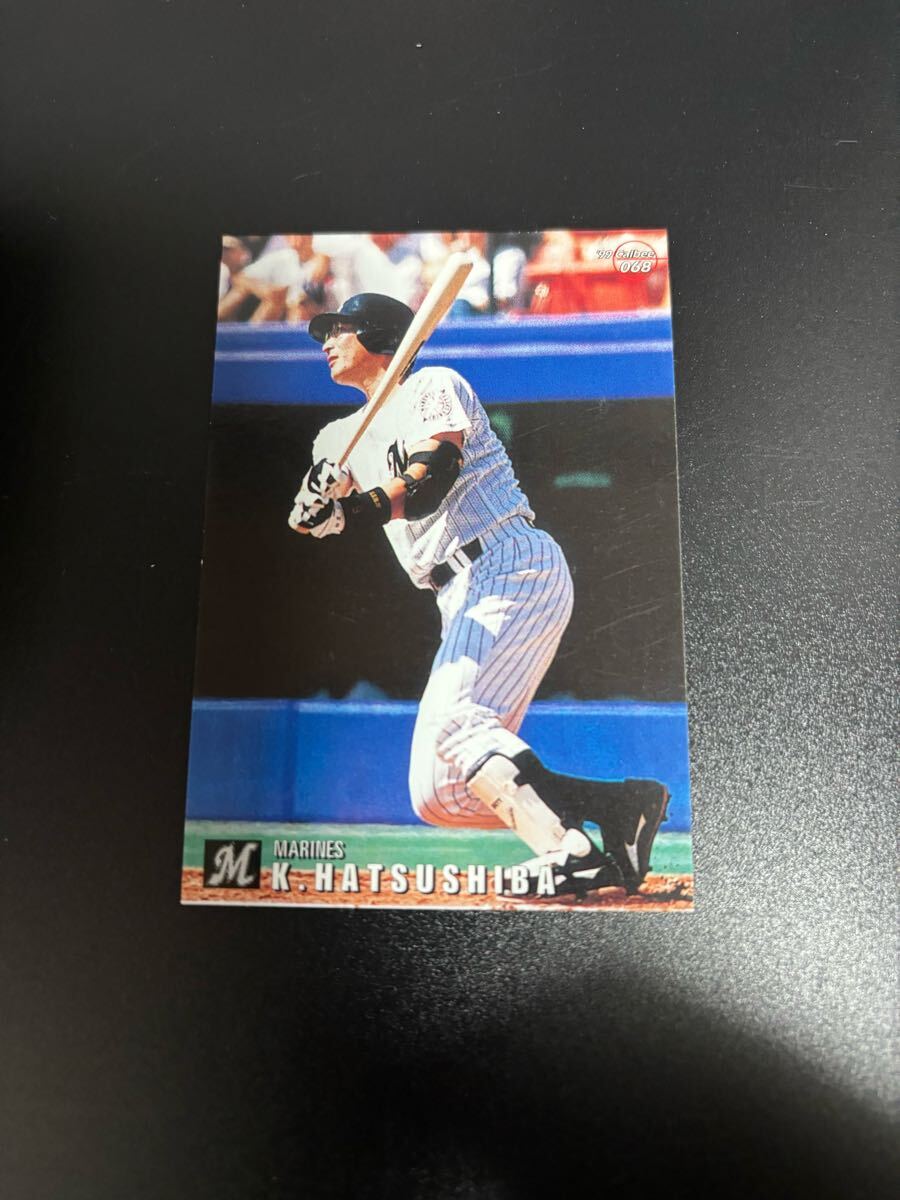 '99 Calbee
068
M
M
MARINES
K.HATSUSHIBA